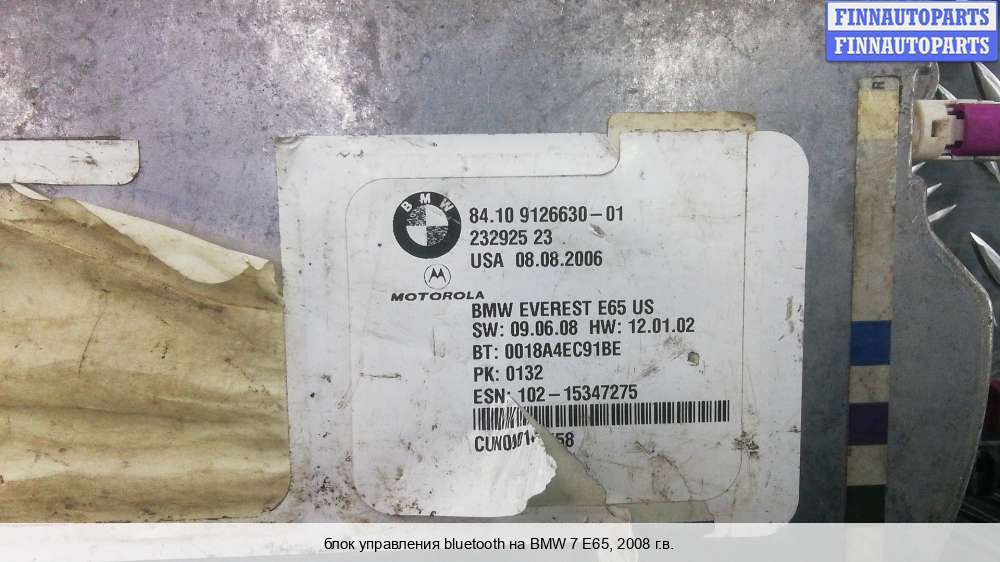 FINNAUTOPARTS
FINNAUTOPARTS
R
BMW
84.10 9126630-01
232925 23
USA 08.08.2006
MOTOROLA
BMW EVEREST E65 US
SW: 09.06.08 HW: 12.01.02
BT: 0018A4EC91BE
PK: 0132
ESN: 102-15347275
блок управления bluetooth на BMW 7 E65, 2008 г.в.